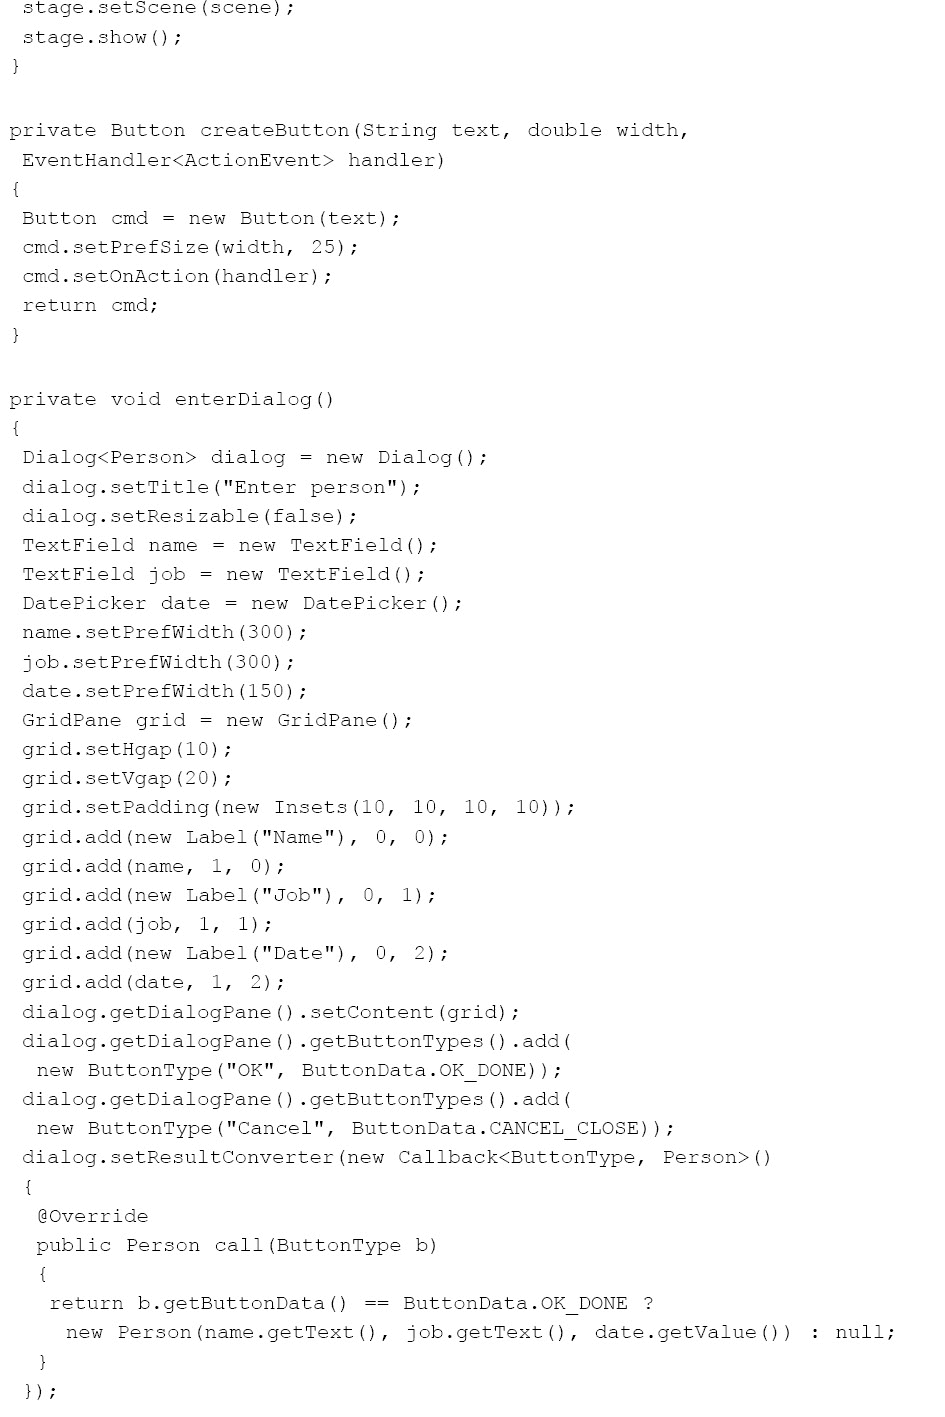 stage.setScene(scene);
stage.show();
}
private Button createButton(String text, double width,
EventHandler<ActionEvent> handler)
{
Button cmd = new Button(text);
cmd.setPrefSize(width, 25);
cmd.setOnAction(handler);
return cmd;
}
private void enterDialog()
{
Dialog<Person> dialog = new Dialog();
dialog.setTitle("Enter person");
dialog.setResizable(false);
TextField name = new TextField();
TextField job = new TextField();
DatePicker date = new DatePicker();
name.setPrefWidth(300);
job.setPrefWidth(300);
date.setPrefWidth(150);
GridPane grid = new GridPane();
grid.setHgap(10);
grid.setVgap(20);
grid.setPadding(new Insets(10, 10, 10, 10));
grid.add(new Label("Name"), 0, 0);
grid.add(name, 1, 0);
grid.add(new Label("Job"), 0, 1);
grid.add(job, 1, 1);
grid.add(new Label("Date"), 0, 2);
grid.add(date, 1, 2);
dialog.getDialogPane().setContent(grid);
dialog.getDialogPane().getButtonTypes().add(
new ButtonType("OK", ButtonData.OK_DONE));
dialog.getDialogPane().getButtonTypes().add(
new ButtonType("Cancel", ButtonData.CANCEL_CLOSE));
dialog.setResultConverter(new Callback<ButtonType, Person>()
{
@Override
public Person call(ButtonType b)
{
return b.getButtonData() == ButtonData.OK_DONE ?
new Person(name.getText(), job.getText(), date.getValue()) : null;
}
});